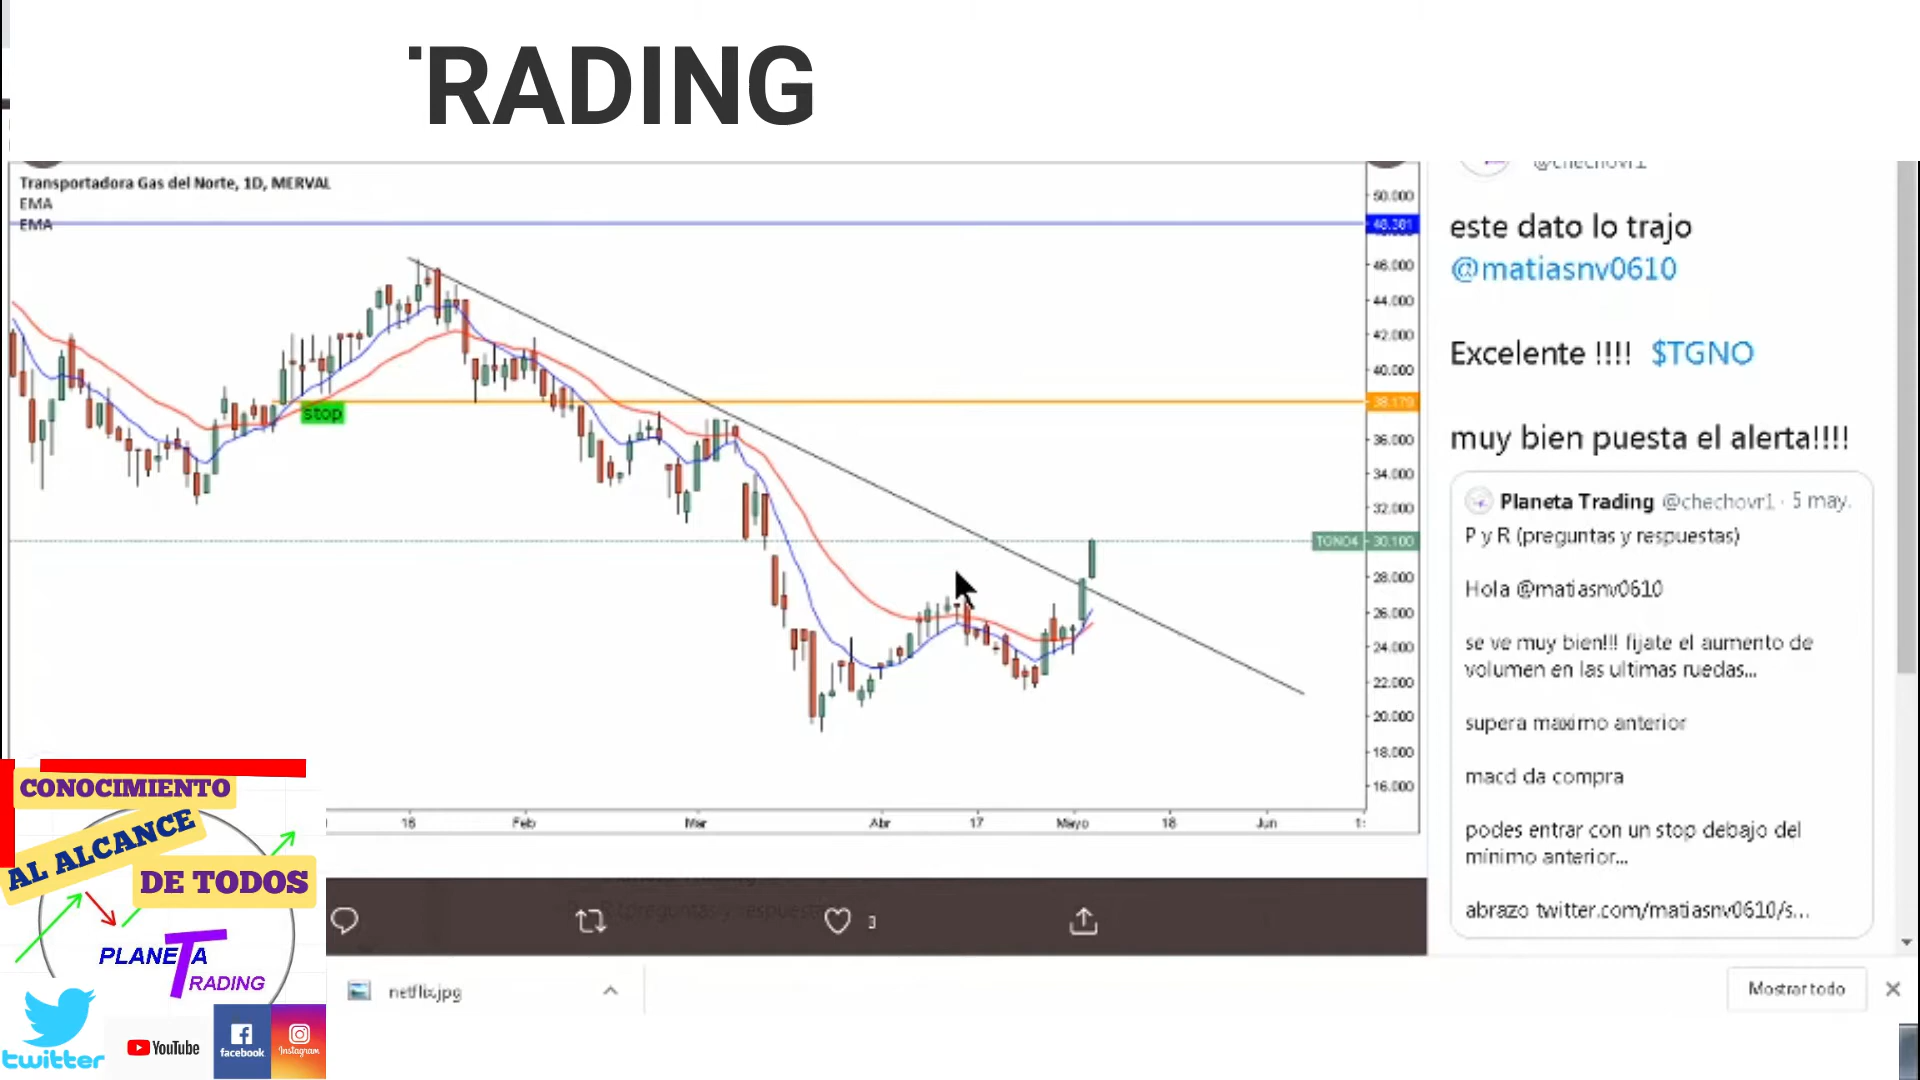 TRADING
Transportadora Gas del Norte, 1D, MERVAL
EMA
EMA
50.000
48.381
46.000
44.000
42.000
40.000
38.179
36.000
34.000
32.000
TGNO4 30.100
28.000
26.000
24.000
22.000
20.000
18.000
16.000
stop
16
Feb
Mar
Abr
17
Mayo
18
Jun
1:
@chechovr1
este dato lo trajo
@matiasnv0610
Excelente !!!! $TGNO
muy bien puesta el alerta!!!!
Planeta Trading @chechovr1 · 5 may.
P y R (preguntas y respuestas)
Hola @matiasnv0610
se ve muy bien!!! fijate el aumento de
volumen en las ultimas ruedas...
supera maximo anterior
macd da compra
podes entrar con un stop debajo del
mínimo anterior...
abrazo twitter.com/matiasnv0610/s...
3
netflix.jpg
Mostrar todo
CONOCIMIENTO
AL ALCANCE
DE TODOS
PLANETA
TRADING
twitter
YouTube
facebook
Instagram